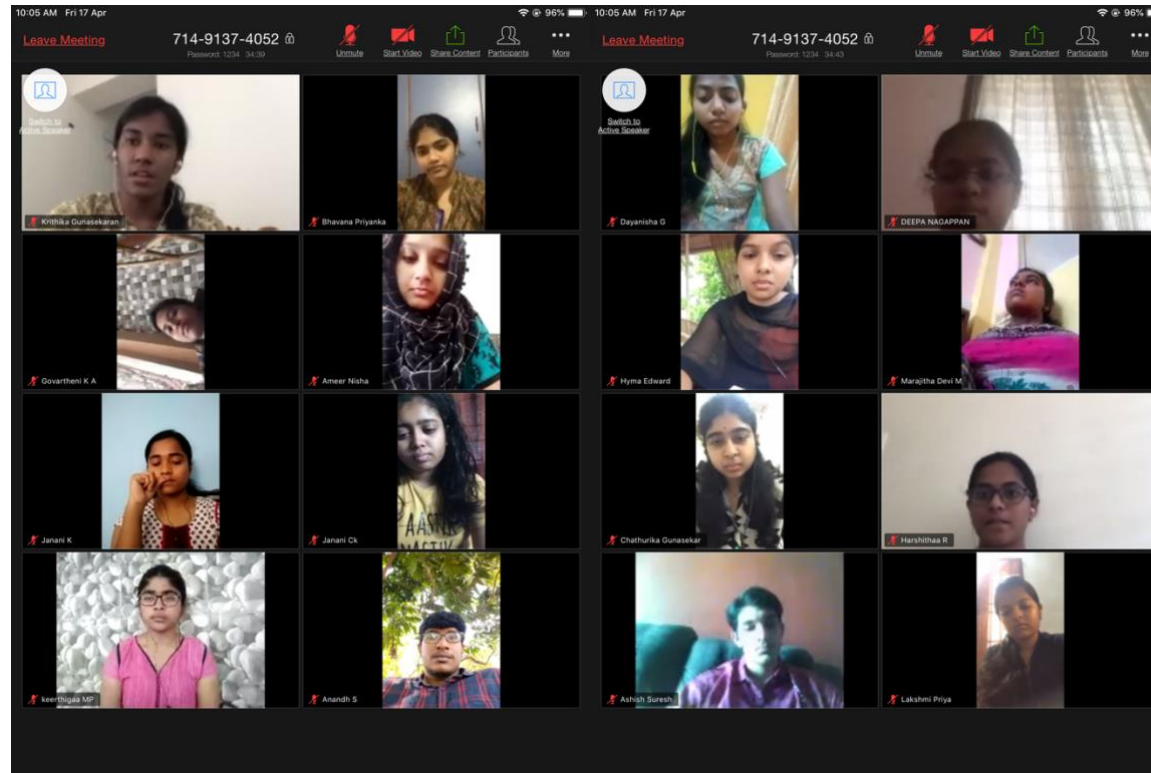 10:05 AM Fri 17 Apr
96%
Leave Meeting
714-9137-4052
Password: 1234 34:39
Unmute
Start Video
Share Content
Participants
More
Switch to
Active Speaker
Krithika Gunasekaran
Bhavana Priyanka
Govartheni K A
Ameer Nisha
Janani K
Janani Ck
keerthigaa MP
Anandh S
10:05 AM Fri 17 Apr
96%
Leave Meeting
714-9137-4052
Password: 1234 34:43
Unmute
Start Video
Share Content
Participants
More
Switch to
Active Speaker
Dayanisha G
DEEPA NAGAPPAN
Hyma Edward
Marajitha Devi M
Chathurika Gunasekar
Harshithaa R
Ashish Suresh
Lakshmi Priya